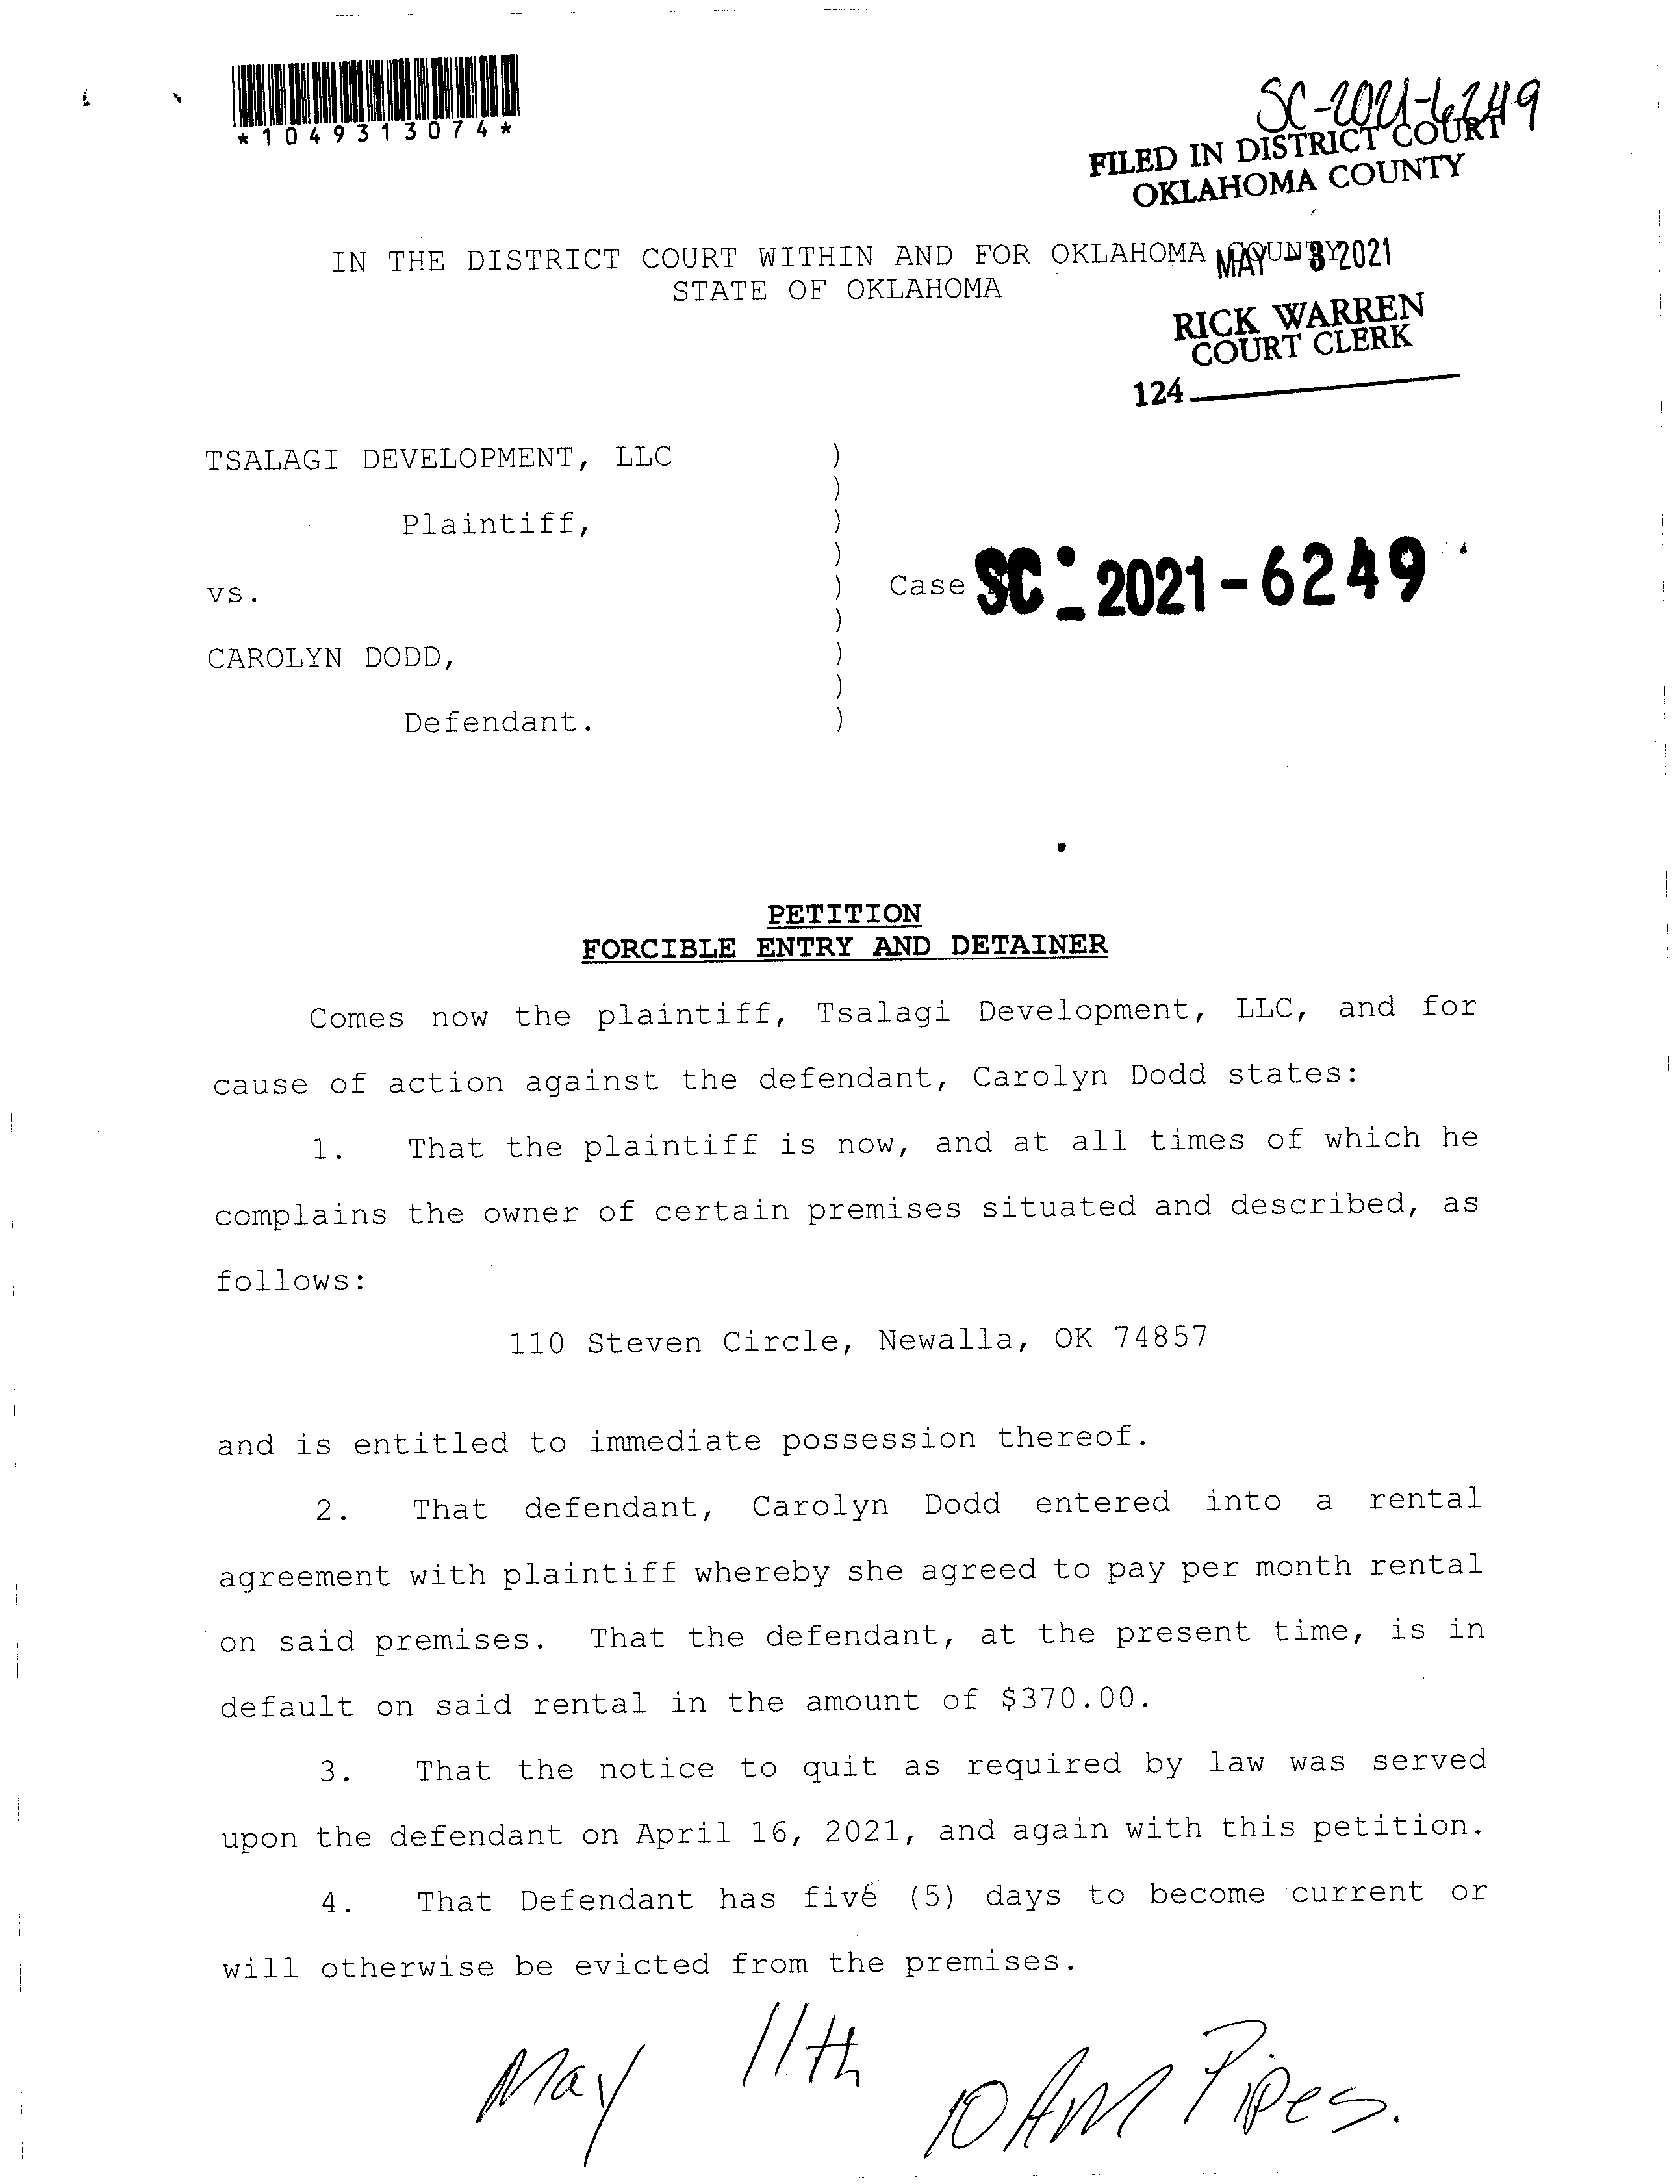 *1049313074*
SC-2021-6249
FILED IN DISTRICT COURT
OKLAHOMA COUNTY
IN THE DISTRICT COURT WITHIN AND FOR OKLAHOMA COUNTY
MAY - 3 2021
STATE OF OKLAHOMA
RICK WARREN
COURT CLERK
124
TSALAGI DEVELOPMENT, LLC )
)
Plaintiff, )
)
vs. ) Case SC - 2021-6249
)
CAROLYN DODD, )
)
Defendant. )
PETITION
FORCIBLE ENTRY AND DETAINER
Comes now the plaintiff, Tsalagi Development, LLC, and for
cause of action against the defendant, Carolyn Dodd states:
1. That the plaintiff is now, and at all times of which he
complains the owner of certain premises situated and described, as
follows:
110 Steven Circle, Newalla, OK 74857
and is entitled to immediate possession thereof.
2. That defendant, Carolyn Dodd entered into a rental
agreement with plaintiff whereby she agreed to pay per month rental
on said premises. That the defendant, at the present time, is in
default on said rental in the amount of $370.00.
3. That the notice to quit as required by law was served
upon the defendant on April 16, 2021, and again with this petition.
4. That Defendant has five (5) days to become current or
will otherwise be evicted from the premises.
May 11th
10 AM Pipes.